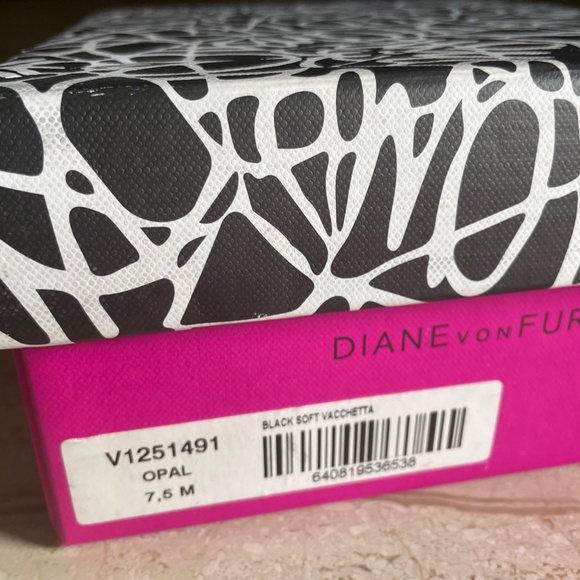 DIANE VON FUR
BLACK SOFT VACCHETTA
V1251491
OPAL
7,5 M
640819536538